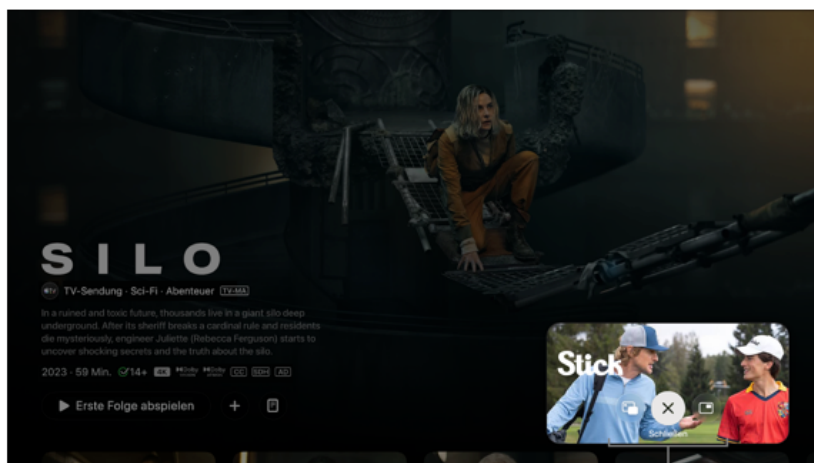 SILO
tv TV-Sendung · Sci-Fi · Abenteuer TV-MA
In a ruined and toxic future, thousands live in a giant silo deep
underground. After its sheriff breaks a cardinal rule and residents
die mysteriously, engineer Juliette (Rebecca Ferguson) starts to
uncover shocking secrets and the truth about the silo.
2023 · 59 Min. 14+ 4K Dolby Dolby CC SDH AD
Erste Folge abspielen
Stick
Schließen